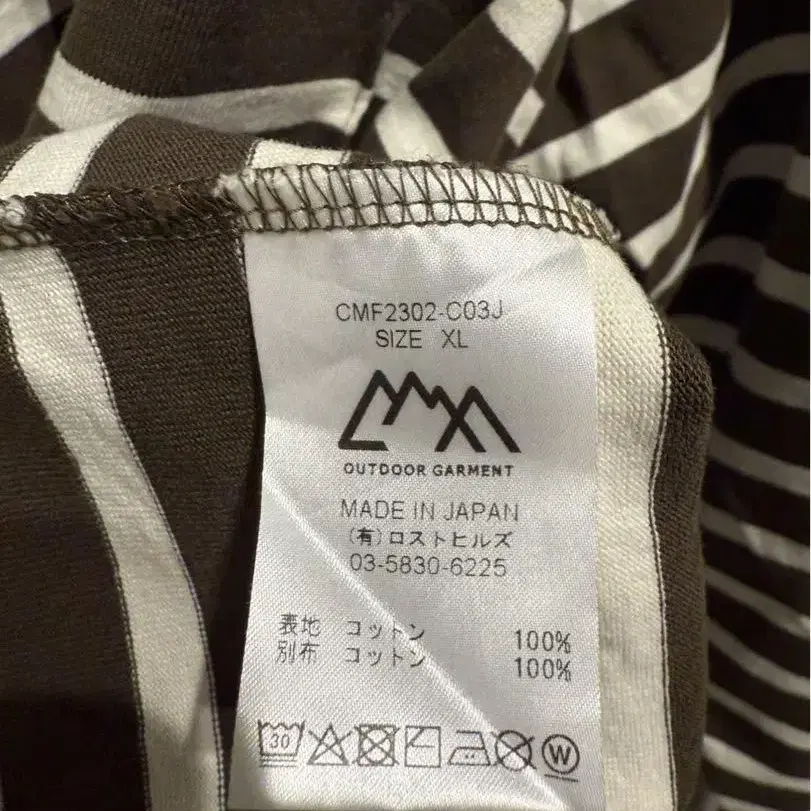 CMF2302-C03J
SIZE XL
OUTDOOR GARMENT
MADE IN JAPAN
(有)ロストヒルズ
03-5830-6225
表地 コットン 100%
別布 コットン 100%
30
W